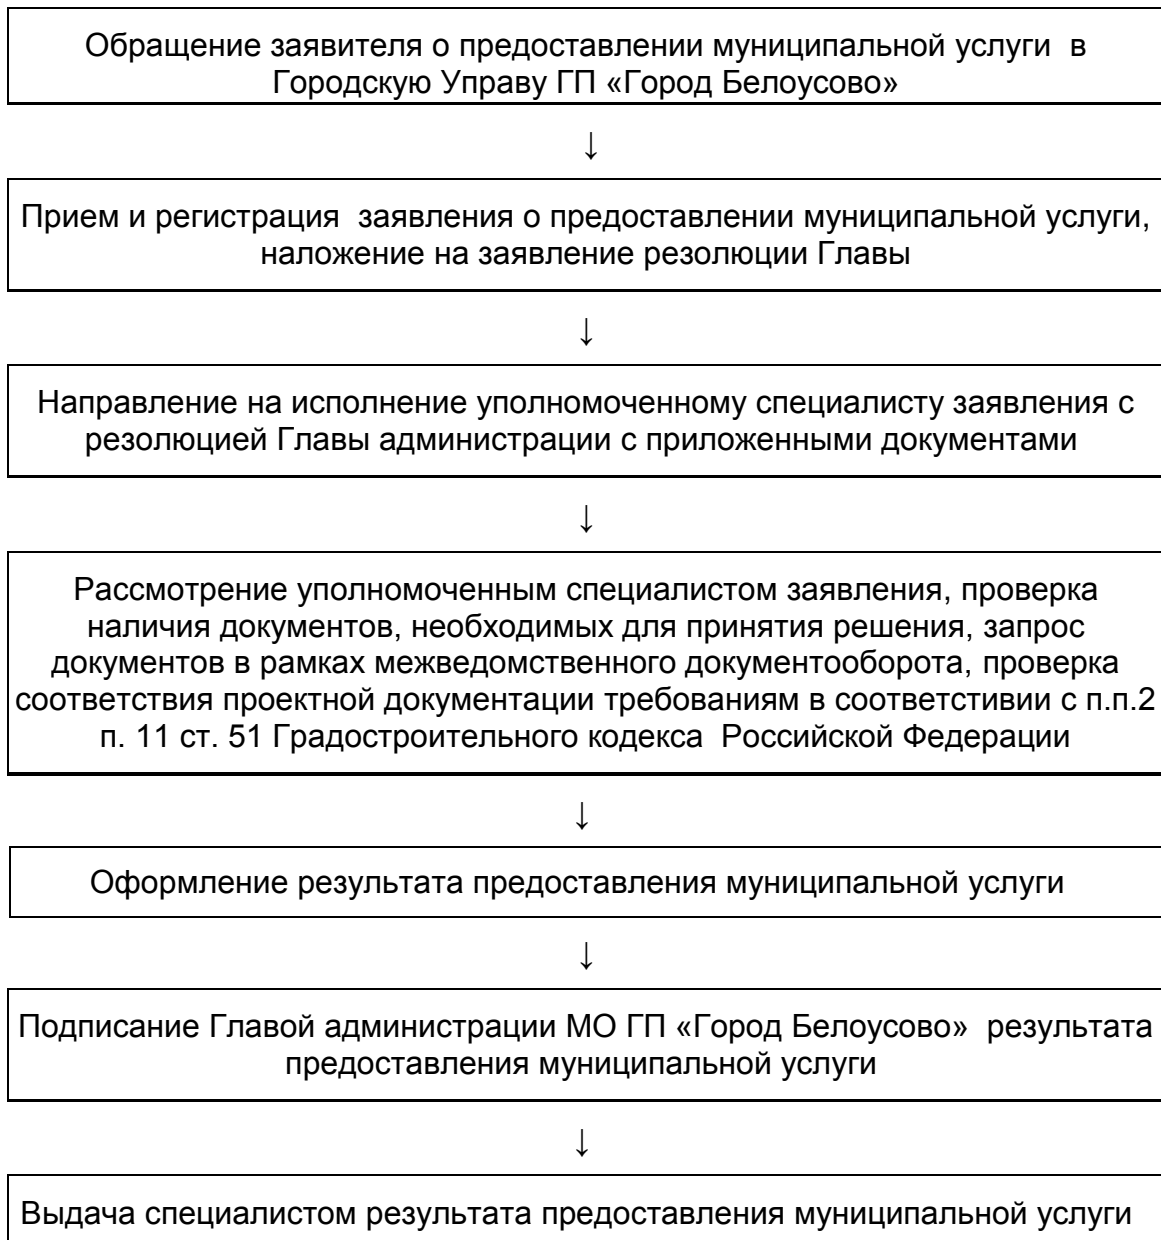 Обращение заявителя о предоставлении муниципальной услуги в
Городскую Управу ГП «Город Белоусово»
↓
Прием и регистрация заявления о предоставлении муниципальной услуги,
наложение на заявление резолюции Главы
↓
Направление на исполнение уполномоченному специалисту заявления с
резолюцией Главы администрации с приложенными документами
↓
Рассмотрение уполномоченным специалистом заявления, проверка
наличия документов, необходимых для принятия решения, запрос
документов в рамках межведомственного документооборота, проверка
соответствия проектной документации требованиям в соответстивии с п.п.2
п. 11 ст. 51 Градостроительного кодекса Российской Федерации
↓
Оформление результата предоставления муниципальной услуги
↓
Подписание Главой администрации МО ГП «Город Белоусово» результата
предоставления муниципальной услуги
↓
Выдача специалистом результата предоставления муниципальной услуги